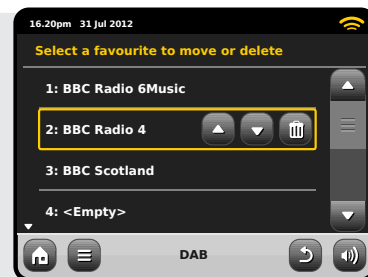 16.20pm 31 Jul 2012
Select a favourite to move or delete
1: BBC Radio 6Music
2: BBC Radio 4
3: BBC Scotland
4: <Empty>
DAB